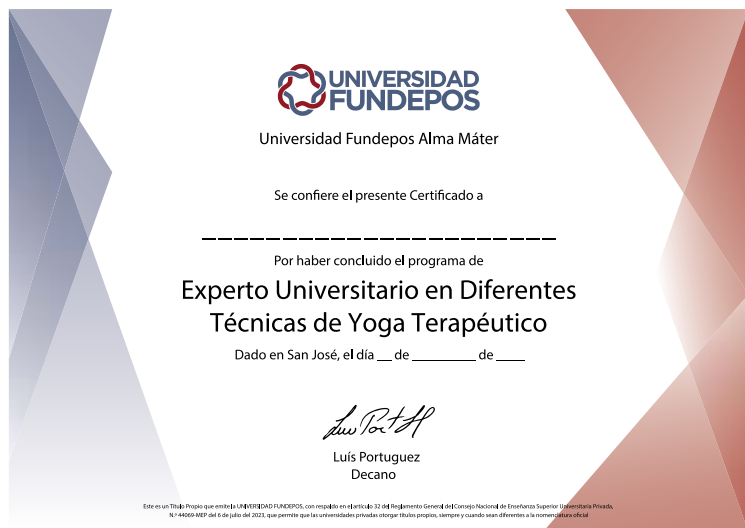 UNIVERSIDAD
FUNDEPOS
Universidad Fundepos Alma Máter
Se confiere el presente Certificado a
_______________________
Por haber concluido el programa de
Experto Universitario en Diferentes
Técnicas de Yoga Terapéutico
Dado en San José, el día __ de _________ de ____
Luís Portuguez
Decano
Este es un Título Propio que emite la UNIVERSIDAD FUNDEPOS, con respaldo en el artículo 32 del Reglamento General del Consejo Nacional de Enseñanza Superior Universitaria Privada,
N.º 44069-MEP del 6 de julio del 2023, que permite que las universidades privadas otorgar títulos propios, siempre y cuando sean diferentes a la nomenclatura oficial